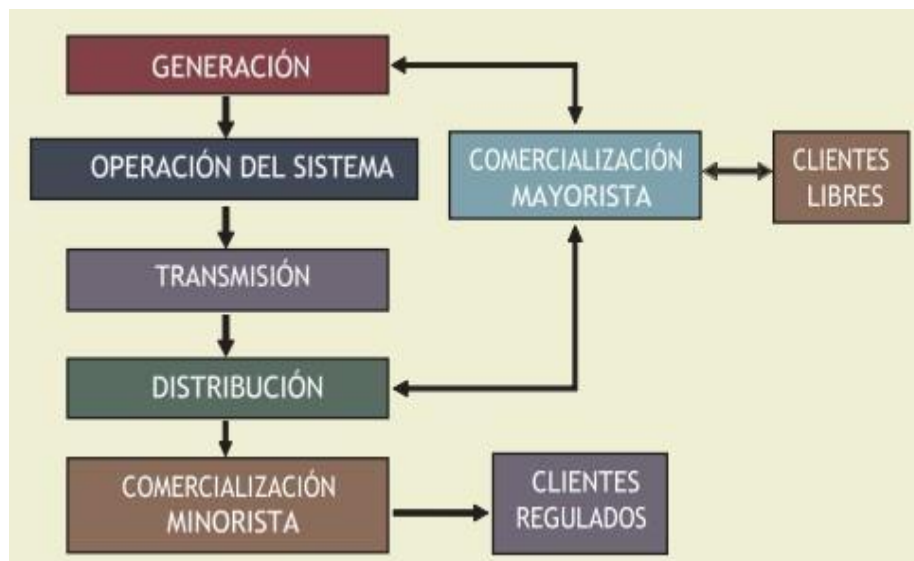 GENERACIÓN
OPERACIÓN DEL SISTEMA
COMERCIALIZACIÓN
MAYORISTA
CLIENTES
LIBRES
TRANSMISIÓN
DISTRIBUCIÓN
COMERCIALIZACIÓN
MINORISTA
CLIENTES
REGULADOS